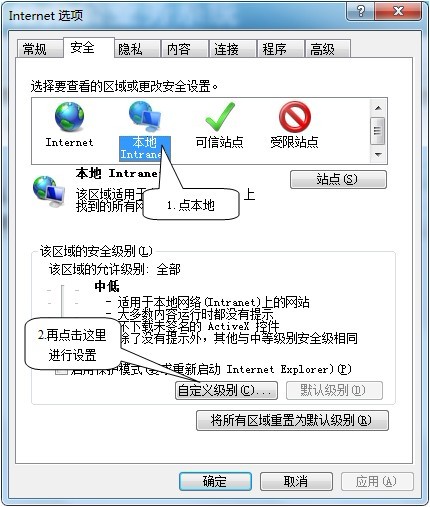 Internet 选项
常规 安全 隐私 内容 连接 程序 高级
选择要查看的区域或更改安全设置。
Internet 本地 Intranet 可信站点 受限站点
本地 Intrane
站点(S)
该区域适用于 上
找到的所有网
1.点本地
该区域的安全级别(L)
该区域的允许级别: 全部
中低
- 适用于本地网络(Intranet)上的网站
- 大多数内容运行时都没有提示
不下载未签名的 ActiveX 控件
除了没有提示外，其他与中等级别安全级相同
2.再点击这里
进行设置
启用保护模式(要求重新启动 Internet Explorer)(P)
自定义级别(C)... 默认级别(D)
将所有区域重置为默认级别(R)
确定 取消 应用(A)